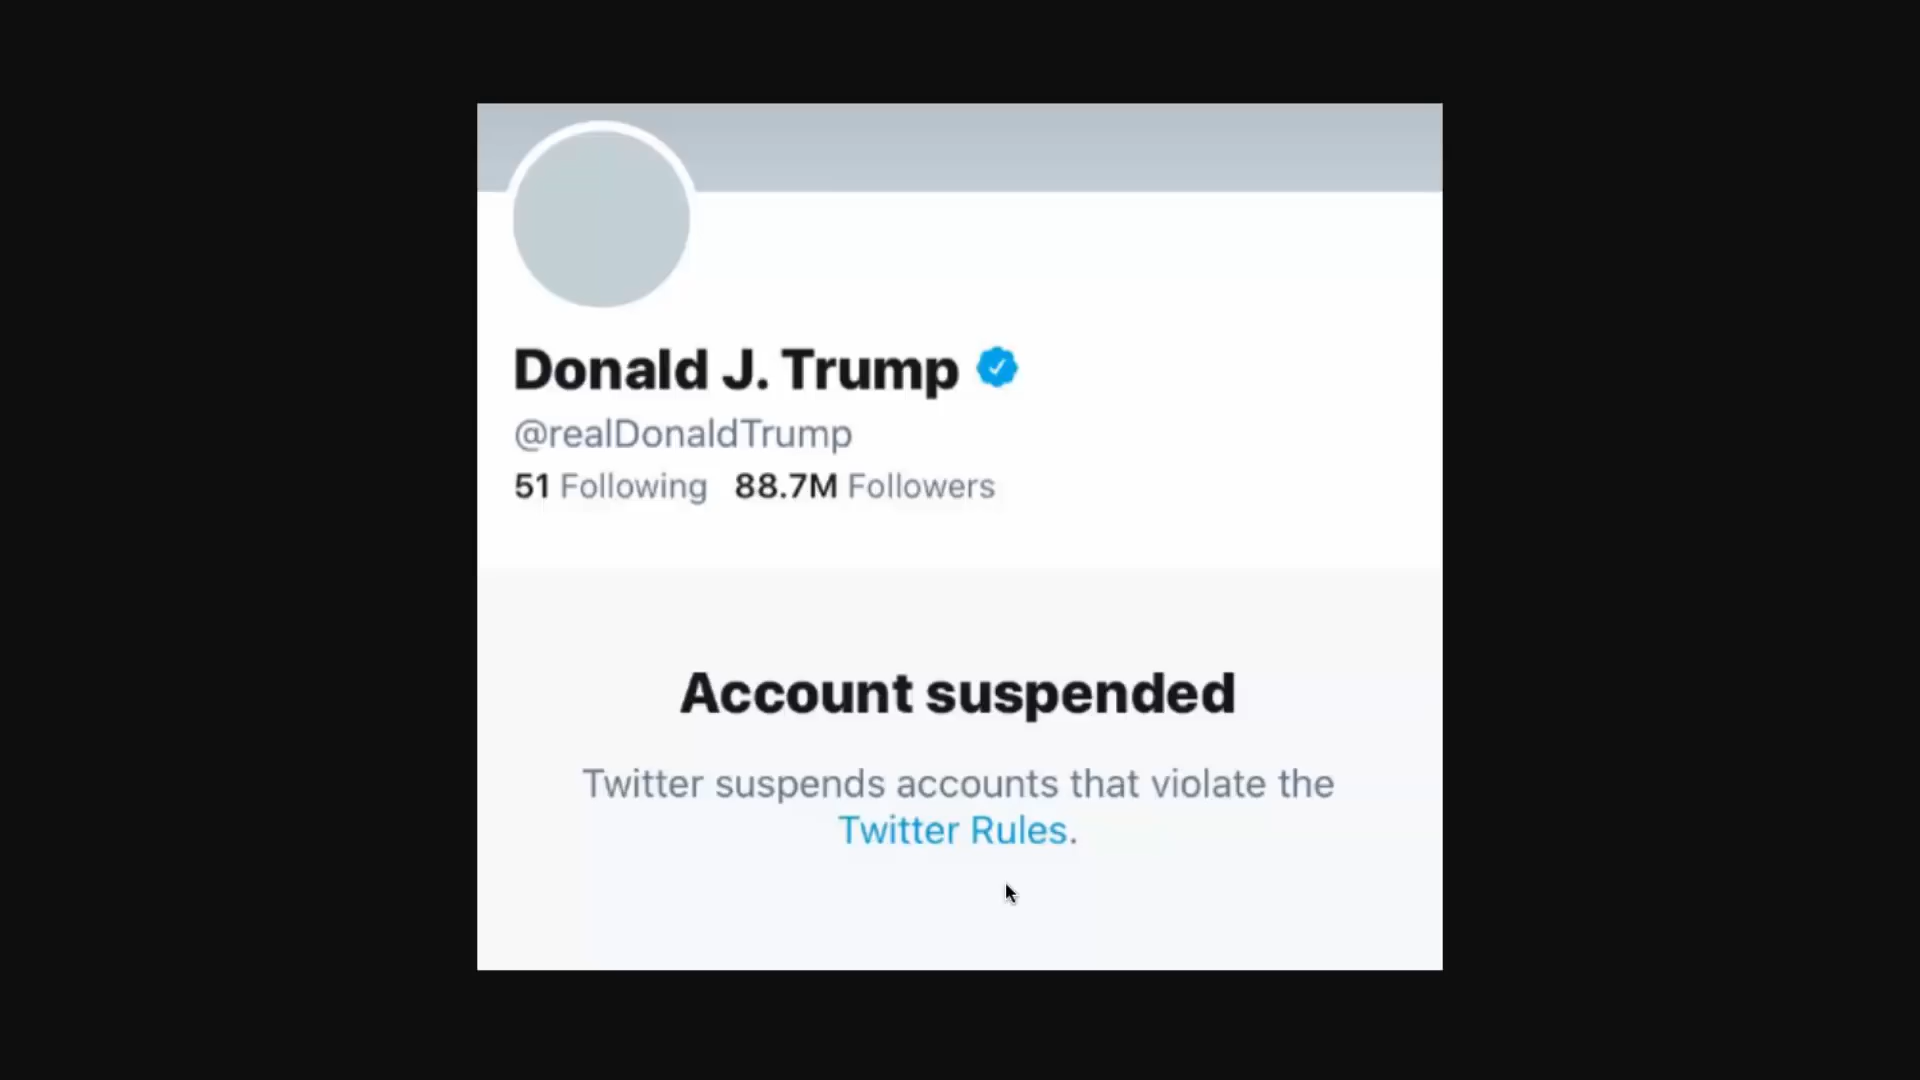 Donald J. Trump
@realDonaldTrump
51 Following 88.7M Followers
Account suspended
Twitter suspends accounts that violate the
Twitter Rules.